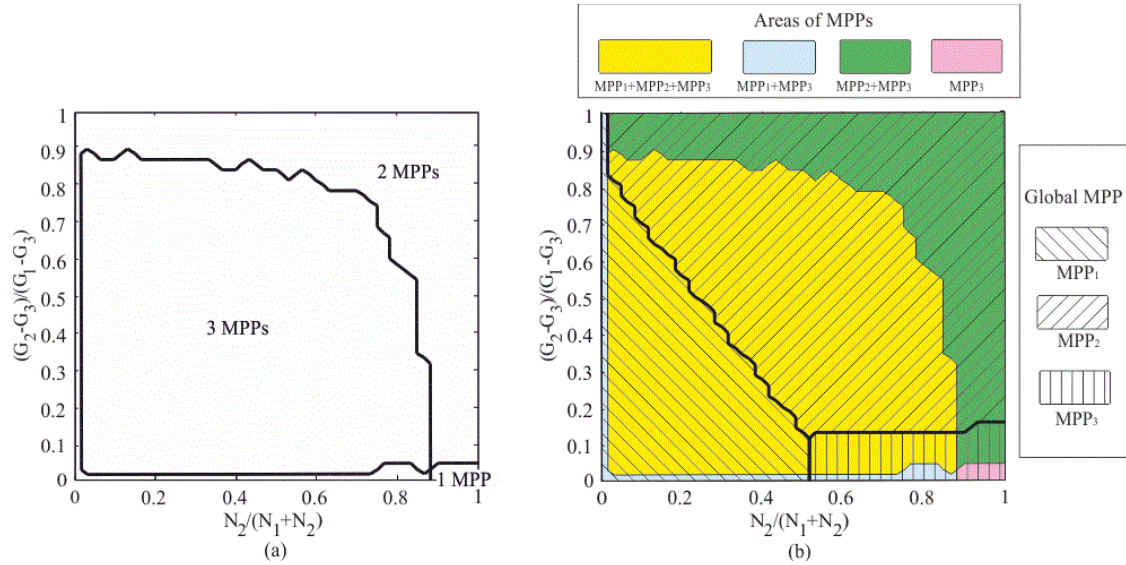 Areas of MPPs
MPP₁+MPP₂+MPP₃ MPP₁+MPP₃ MPP₂+MPP₃ MPP₃
1
0.9
0.8
0.7
0.6
0.5
0.4
0.3
0.2
0.1
0
(G₂-G₃)/(G₁-G₃)
2 MPPs
3 MPPs
1 MPP
0 0.2 0.4 0.6 0.8 1
N₂/(N₁+N₂)
(a)
1
0.9
0.8
0.7
0.6
0.5
0.4
0.3
0.2
0.1
0
(G₂-G₃)/(G₁-G₃)
0 0.2 0.4 0.6 0.8 1
N₂/(N₁+N₂)
(b)
Global MPP
MPP₁
MPP₂
MPP₃